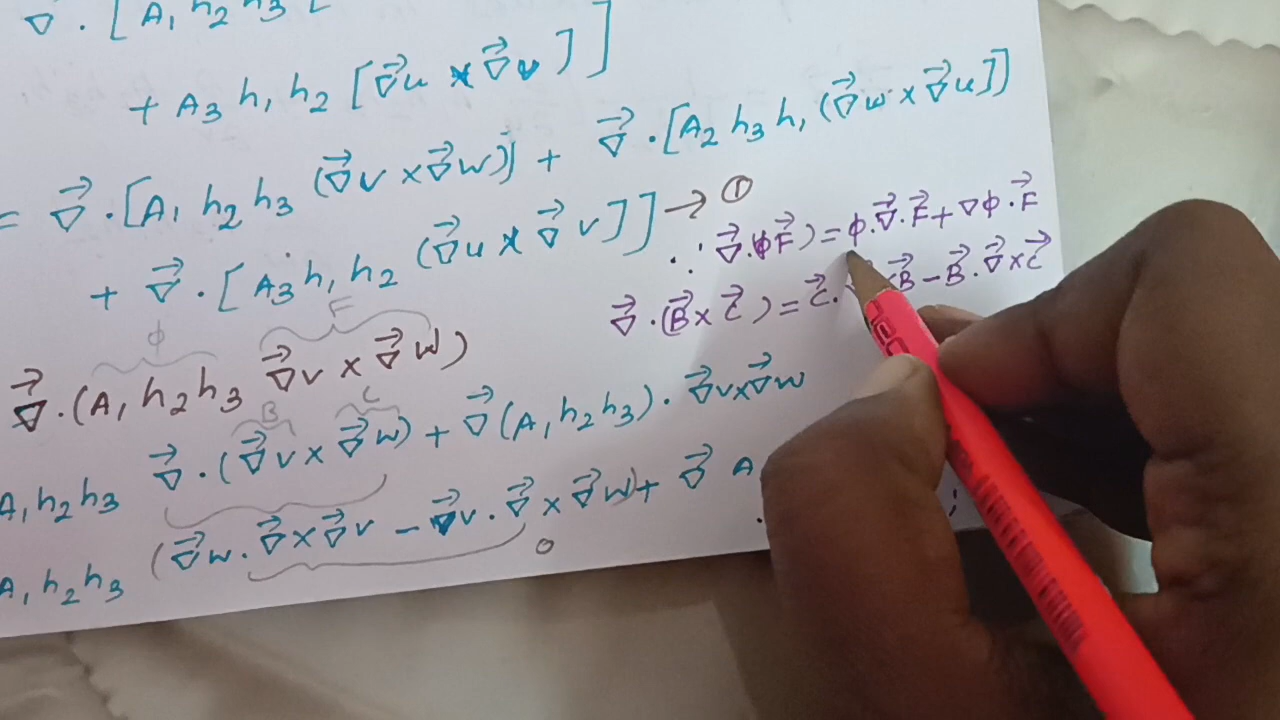 ∇⃗ . [A₁ h₂ h₃ [
+ A₃ h₁ h₂ [∇⃗u × ∇⃗v ] ]
= ∇⃗ . [A₁ h₂ h₃ (∇⃗v × ∇⃗w)] + ∇⃗ . [A₂ h₃ h₁ (∇⃗w × ∇⃗u]]
+ ∇⃗ . [A₃ h₁ h₂ (∇⃗u × ∇⃗ v]] → ①
∴ ∇⃗.(ϕF⃗) = ϕ.∇⃗.F⃗ + ∇ϕ.F⃗
∇⃗ . (B⃗ × C⃗ ) = C⃗. B⃗ − B⃗ . ∇⃗ × C⃗
ϕ F
∇⃗.(A₁ h₂ h₃ ∇⃗v × ∇⃗w)
B C
A₁ h₂ h₃ ∇⃗ . (∇⃗v × ∇⃗w) + ∇⃗(A₁ h₂ h₃) . ∇⃗v × ∇⃗w
A₁ h₂ h₃ (∇⃗w . ∇⃗ × ∇⃗v − ∇⃗v . ∇⃗ × ∇⃗w) + ∇⃗ A
0